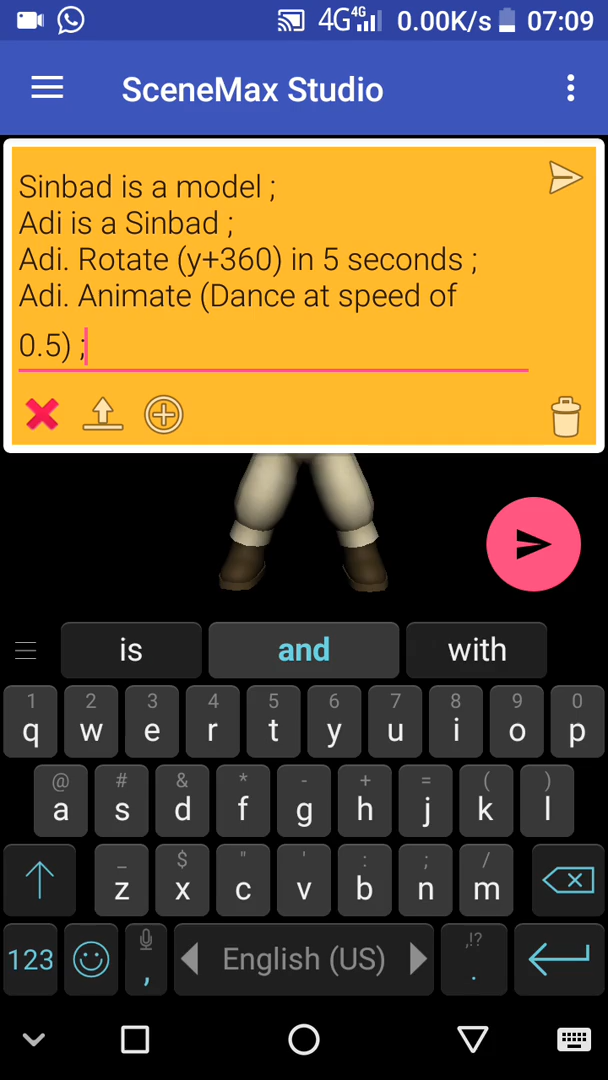 4G 4G 0.00K/s 07:09
SceneMax Studio
Sinbad is a model ;
Adi is a Sinbad ;
Adi. Rotate (y+360) in 5 seconds ;
Adi. Animate (Dance at speed of
0.5) ;
is and with
1 2 3 4 5 6 7 8 9 0
q w e r t y u i o p
@ # & * - + = ( )
a s d f g h j k l
_ $ " ' : ; /
z x c v b n m
,!?
123 , English (US) .